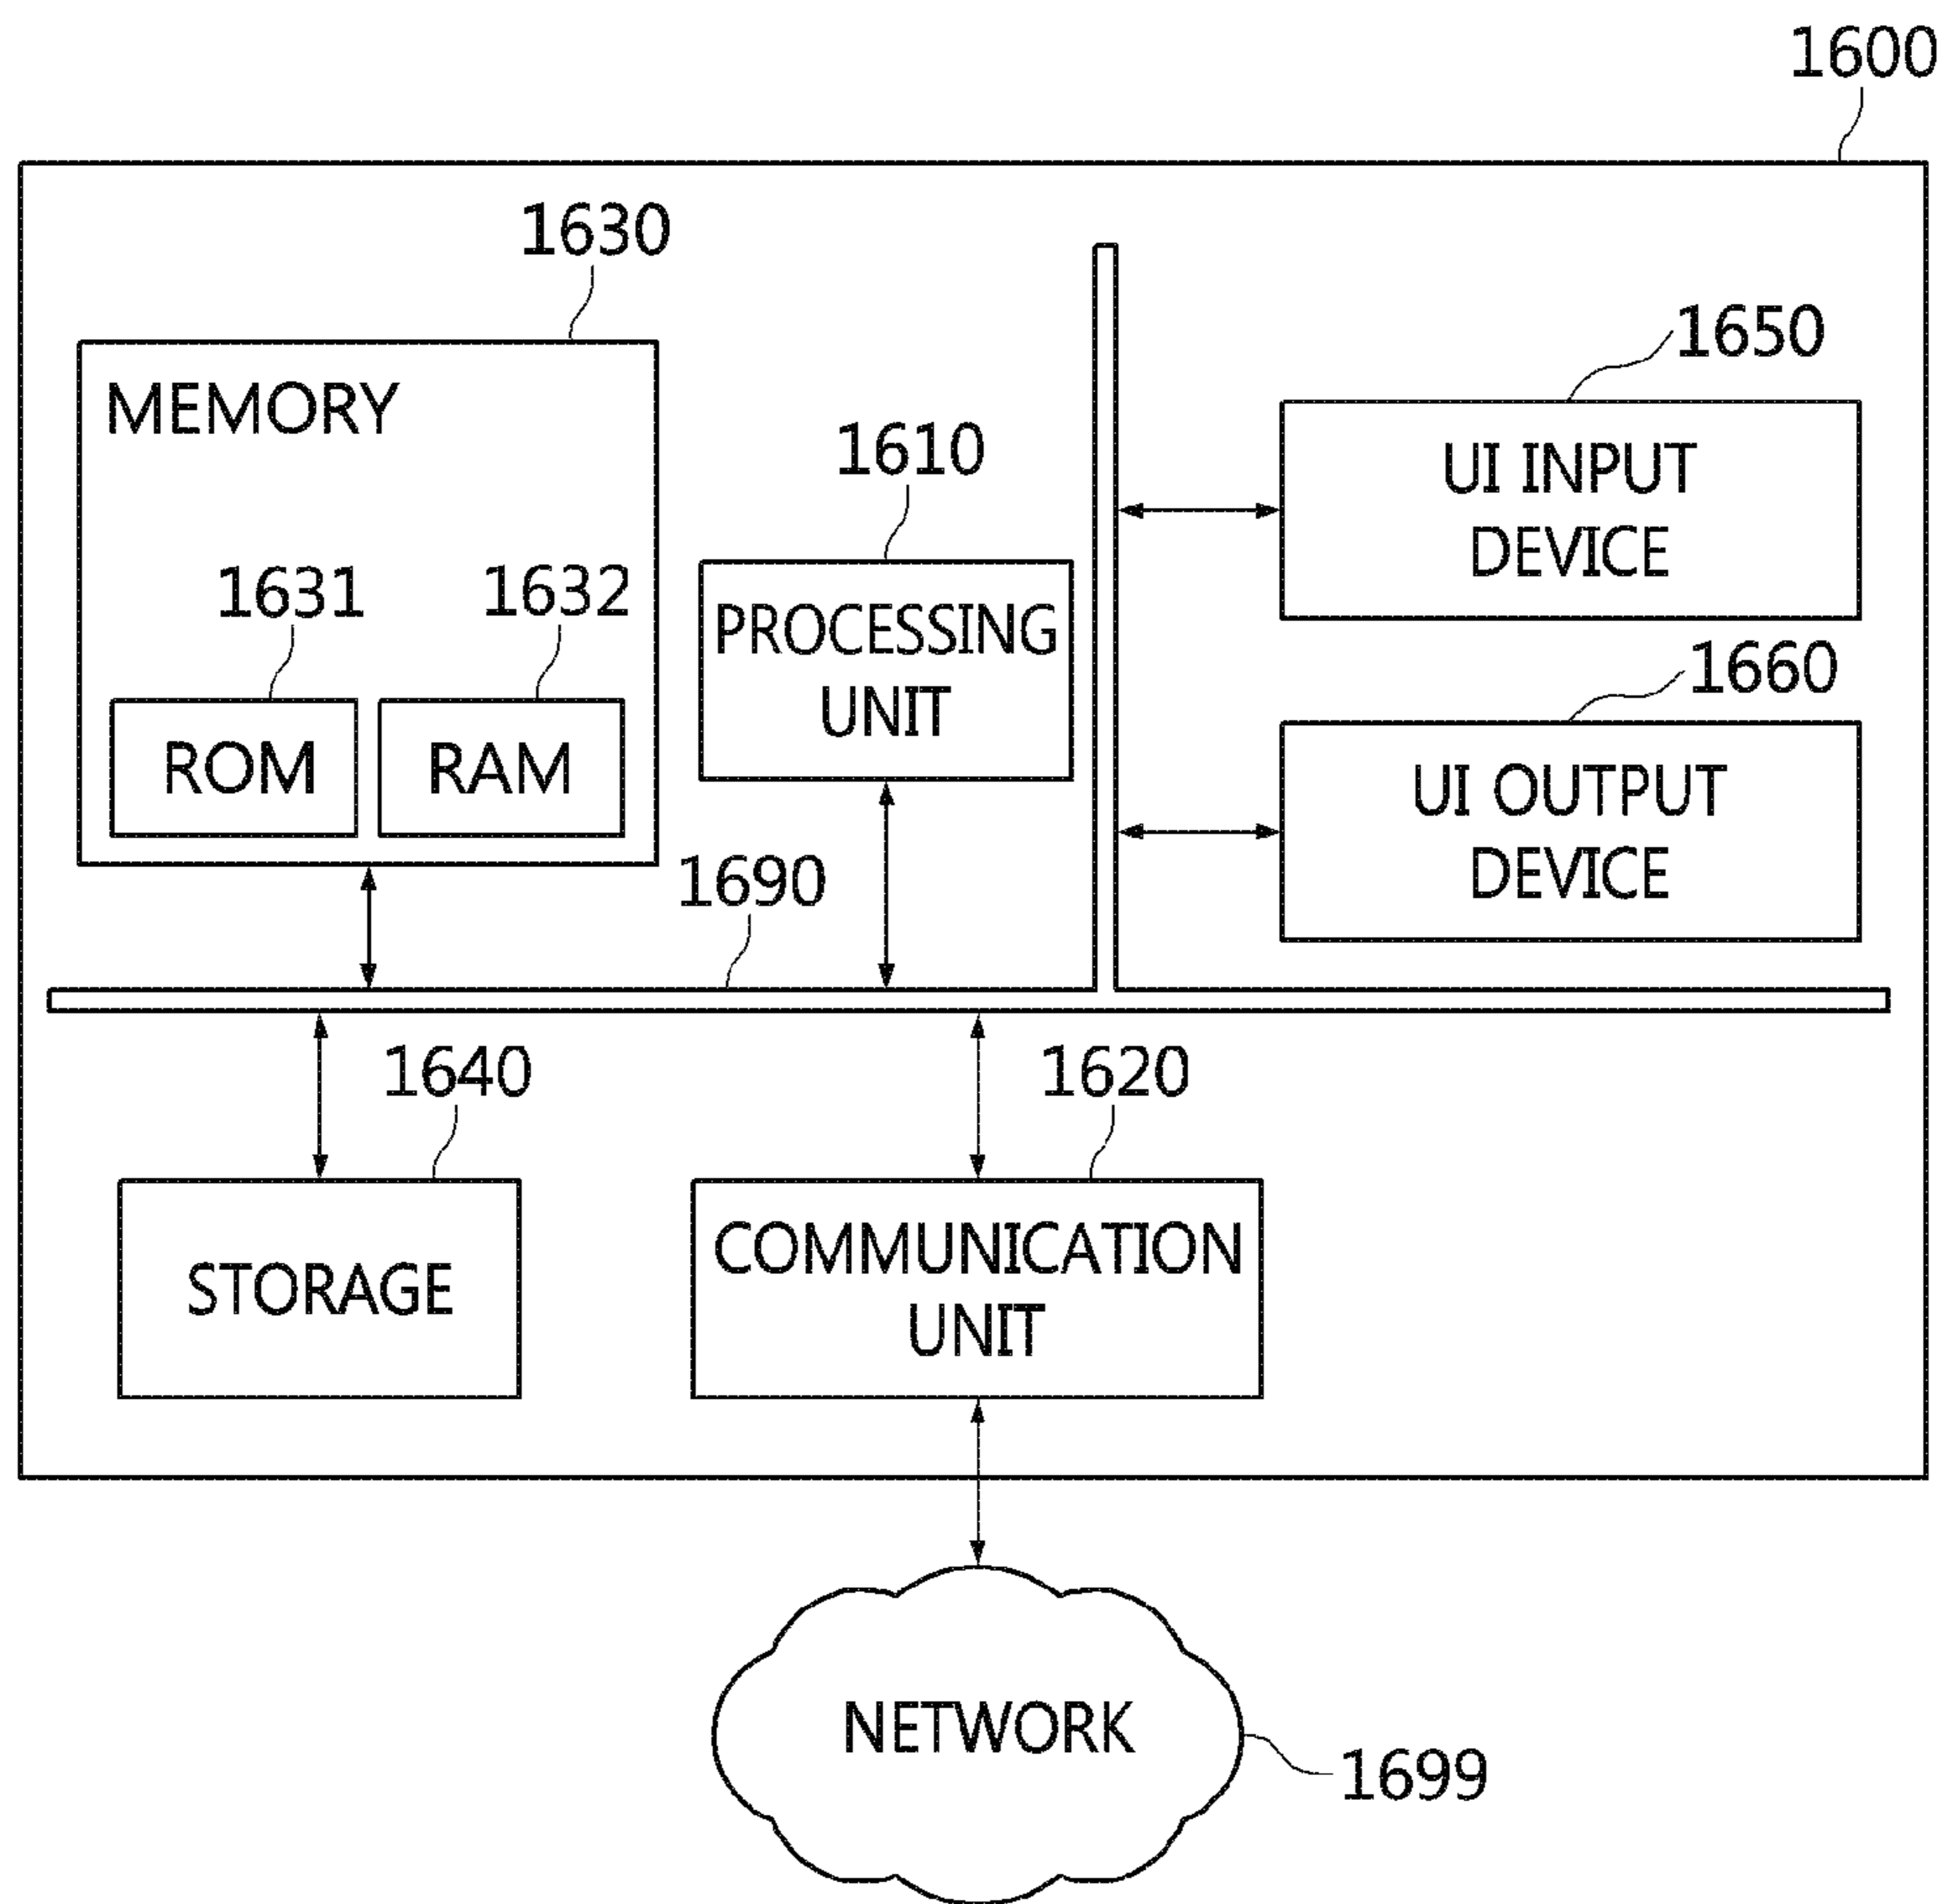 1600
1630
MEMORY
1650
UI INPUT
DEVICE
1610
PROCESSING
UNIT
1631
1632
ROM
RAM
1660
UI OUTPUT
DEVICE
1690
1640
STORAGE
1620
COMMUNICATION
UNIT
NETWORK
1699